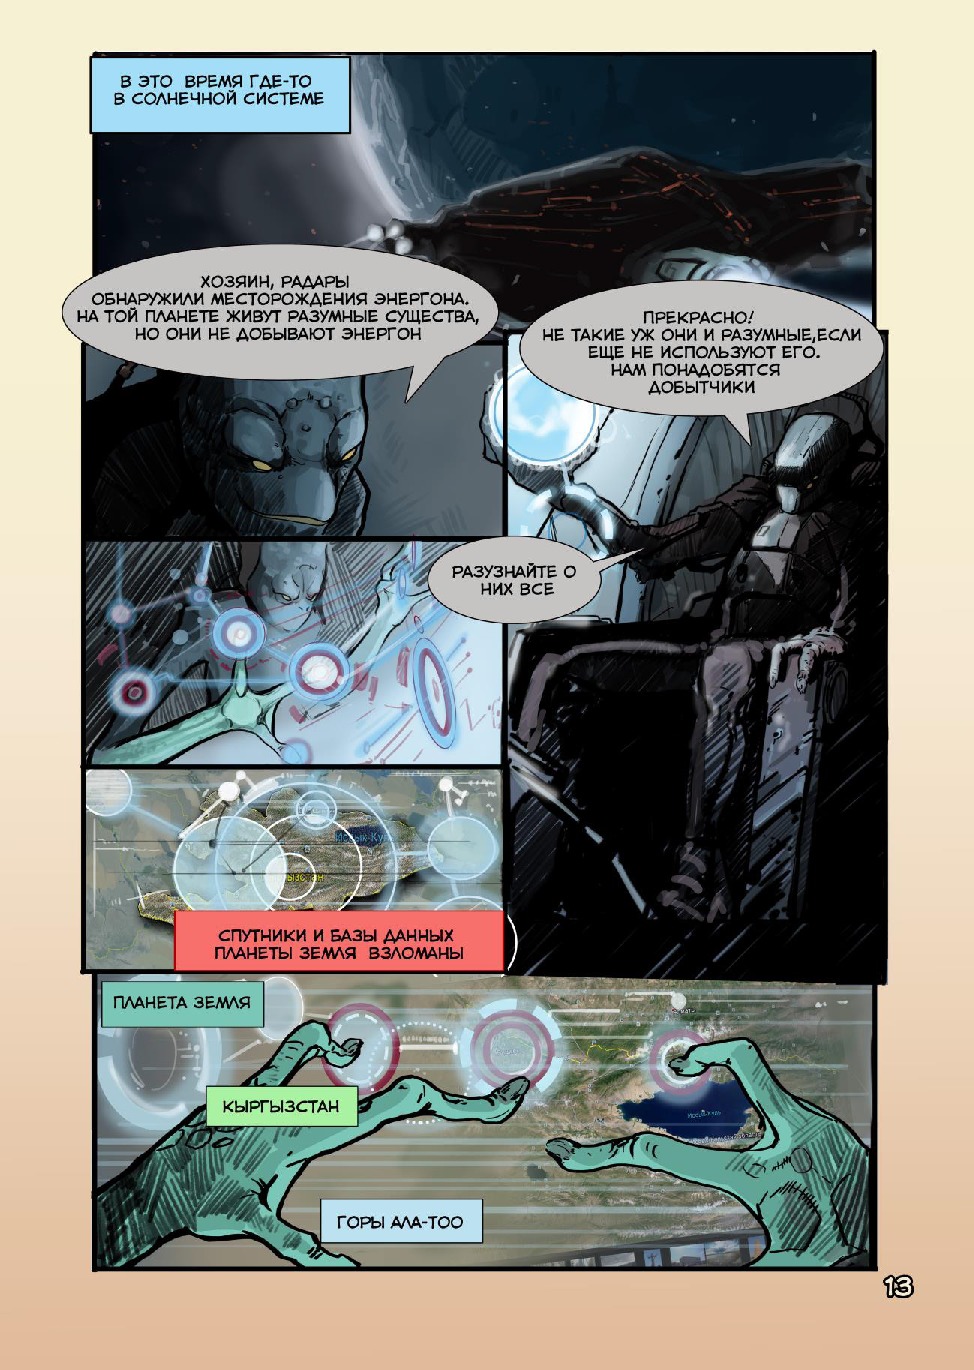 В ЭТО ВРЕМЯ ГДЕ-ТО
В СОЛНЕЧНОЙ СИСТЕМЕ
ХОЗЯИН, РАДАРЫ
ОБНАРУЖИЛИ МЕСТОРОЖДЕНИЯ ЭНЕРГОНА.
НА ТОЙ ПЛАНЕТЕ ЖИВУТ РАЗУМНЫЕ СУЩЕСТВА,
НО ОНИ НЕ ДОБЫВАЮТ ЭНЕРГОН
ПРЕКРАСНО!
НЕ ТАКИЕ УЖ ОНИ И РАЗУМНЫЕ,ЕСЛИ
ЕЩЕ НЕ ИСПОЛЬЗУЮТ ЕГО.
НАМ ПОНАДОБЯТСЯ
ДОБЫТЧИКИ
РАЗУЗНАЙТЕ О
НИХ ВСЕ
СПУТНИКИ И БАЗЫ ДАННЫХ
ПЛАНЕТЫ ЗЕМЛЯ ВЗЛОМАНЫ
ПЛАНЕТА ЗЕМЛЯ
КЫРГЫЗСТАН
ГОРЫ АЛА-ТОО
13